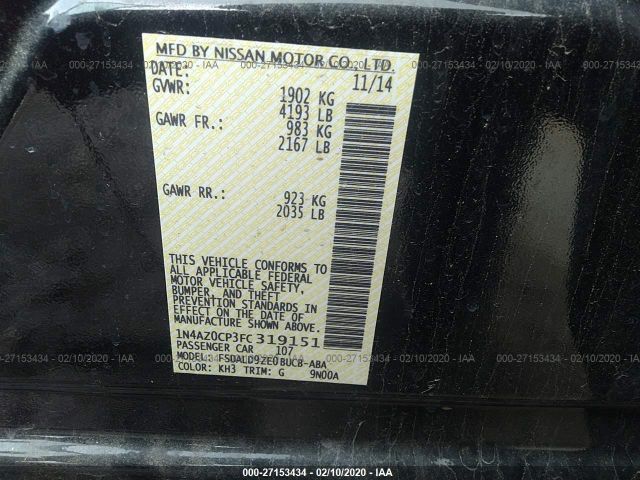 MFD BY NISSAN MOTOR CO., LTD.
DATE: 11/14
GVWR: 1902 KG
4193 LB
GAWR FR.: 983 KG
2167 LB
GAWR RR.: 923 KG
2035 LB
THIS VEHICLE CONFORMS TO
ALL APPLICABLE FEDERAL
MOTOR VEHICLE SAFETY,
BUMPER, AND THEFT
PREVENTION STANDARDS IN
EFFECT ON THE DATE OF
MANUFACTURE SHOWN ABOVE.
1N4AZ0CP3FC319151
PASSENGER CAR 107
MODEL: FSDALD9ZE0BUCB-ABA
COLOR: KH3 TRIM: G 9N00A
000-27153434 - 02/10/2020 - IAA